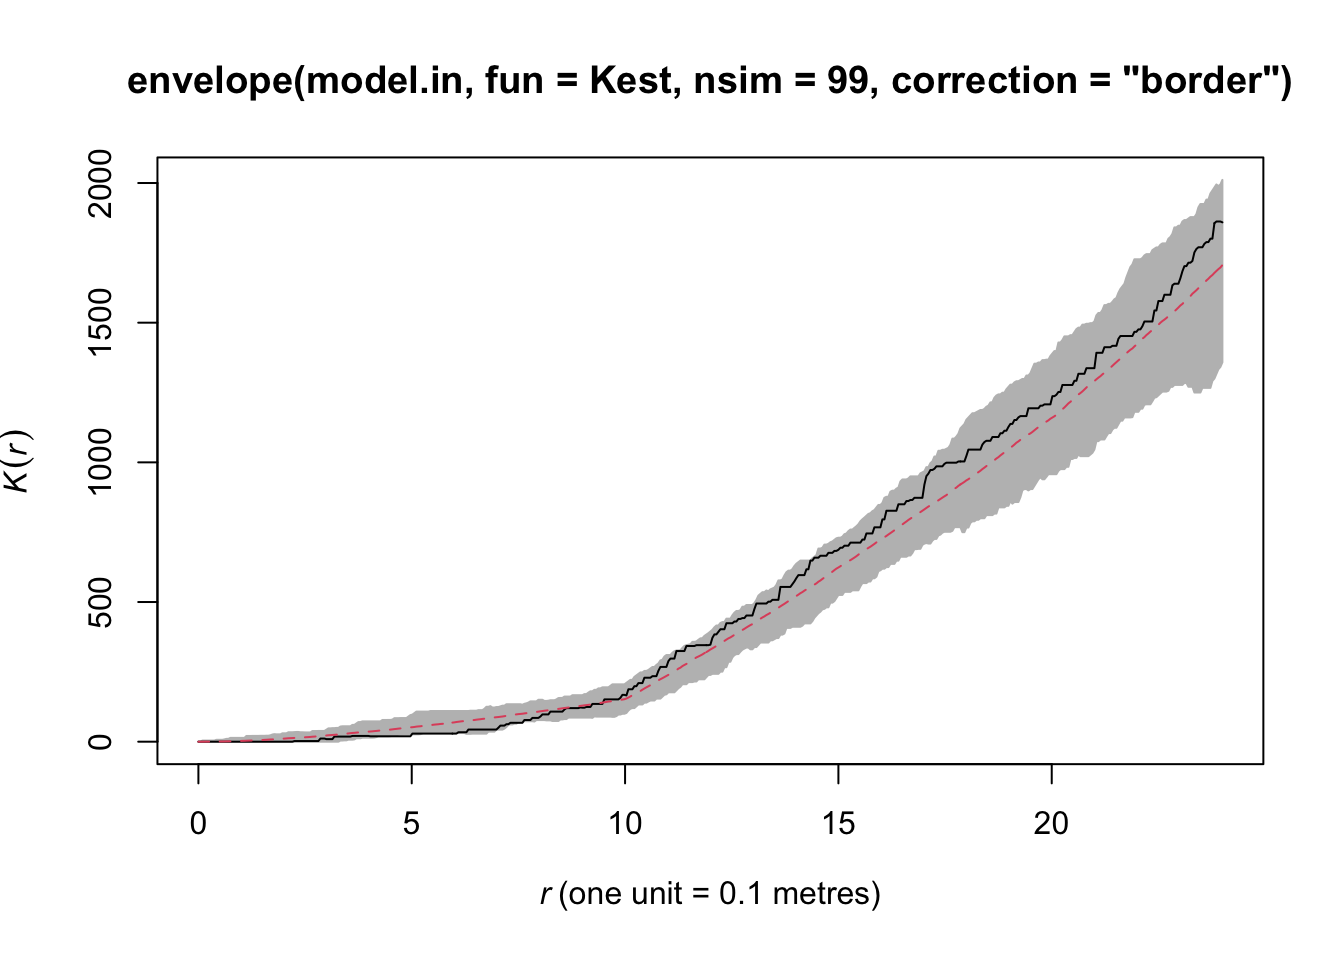 envelope(model.in, fun = Kest, nsim = 99, correction = "border")
2000
1500
1000
500
0
K(r)
0 5 10 15 20
r (one unit = 0.1 metres)